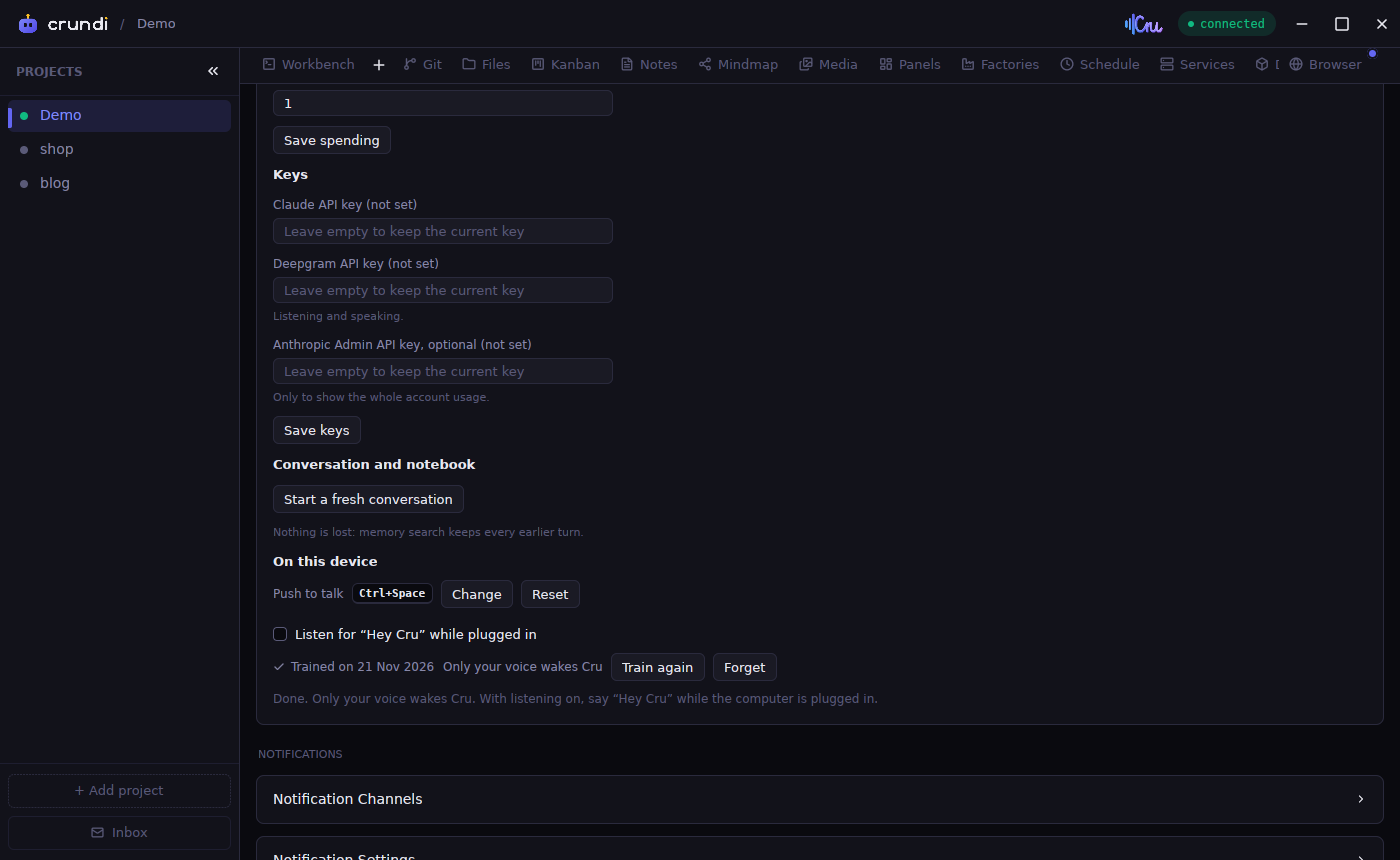 crundi / Demo
Cru
connected
PROJECTS
Workbench Git Files Kanban Notes Mindmap Media Panels Factories Schedule Services Browser
Demo
shop
blog
1
Save spending
Keys
Claude API key (not set)
Leave empty to keep the current key
Deepgram API key (not set)
Leave empty to keep the current key
Listening and speaking.
Anthropic Admin API key, optional (not set)
Leave empty to keep the current key
Only to show the whole account usage.
Save keys
Conversation and notebook
Start a fresh conversation
Nothing is lost: memory search keeps every earlier turn.
On this device
Push to talk Ctrl+Space Change Reset
Listen for “Hey Cru” while plugged in
Trained on 21 Nov 2026 Only your voice wakes Cru Train again Forget
Done. Only your voice wakes Cru. With listening on, say “Hey Cru” while the computer is plugged in.
NOTIFICATIONS
Notification Channels
Notification Settings
+ Add project
Inbox